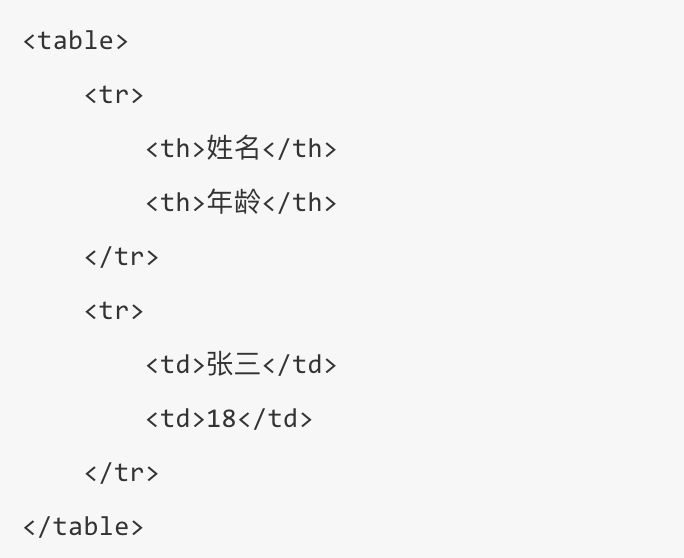 <table>
    <tr>
        <th>姓名</th>
        <th>年龄</th>
    </tr>
    <tr>
        <td>张三</td>
        <td>18</td>
    </tr>
</table>